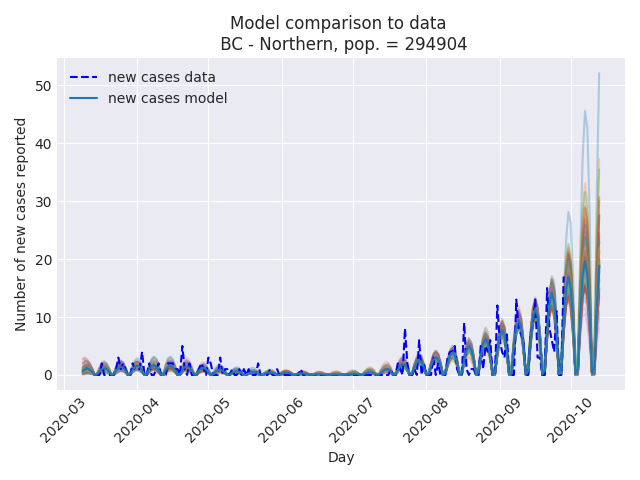 Model comparison to data
BC - Northern, pop. = 294904
new cases data
new cases model
Number of new cases reported
50
40
30
20
10
0
2020-03
2020-04
2020-05
2020-06
2020-07
2020-08
2020-09
2020-10
Day